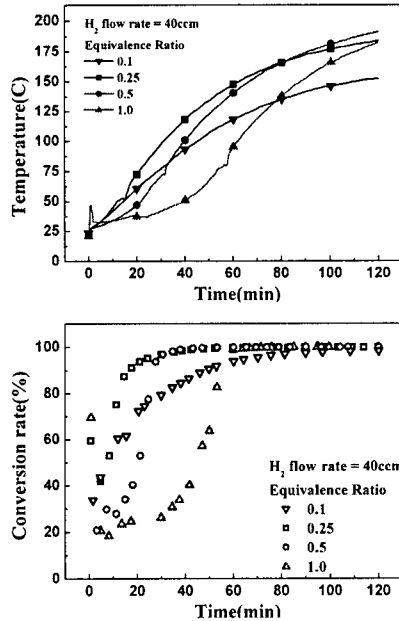 H2 flow rate = 40ccm
Equivalence Ratio
0.1
0.25
0.5
1.0
200
175
150
125
100
75
50
25
0
Temperature(C)
0 20 40 60 80 100 120
Time(min)
100
80
60
40
20
0
Conversion rate(%)
H2 flow rate = 40ccm
Equivalence Ratio
0.1
0.25
0.5
1.0
0 20 40 60 80 100 120
Time(min)